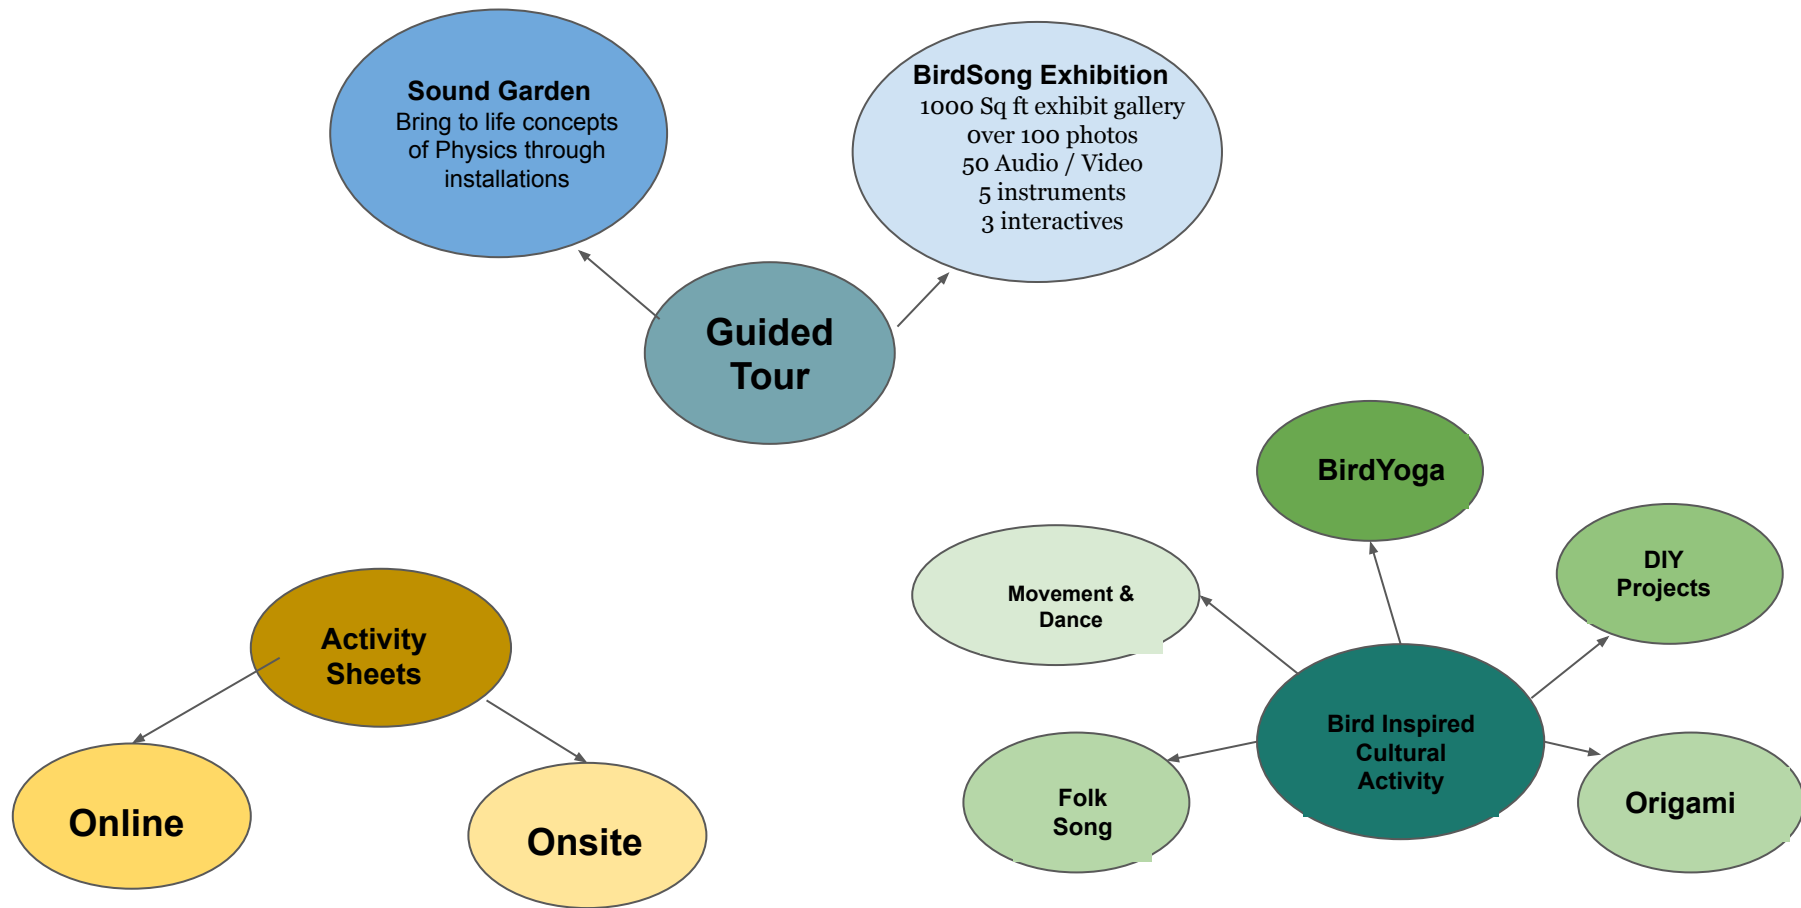 Sound Garden
Bring to life concepts
of Physics through
installations
BirdSong Exhibition
1000 Sq ft exhibit gallery
0ver 100 photos
50 Audio / Video
5 instruments
3 interactives
Guided
Tour
BirdYoga
DIY
Projects
Movement &
Dance
Activity
Sheets
Bird Inspired
Cultural
Activity
Online
Onsite
Folk
Song
Origami